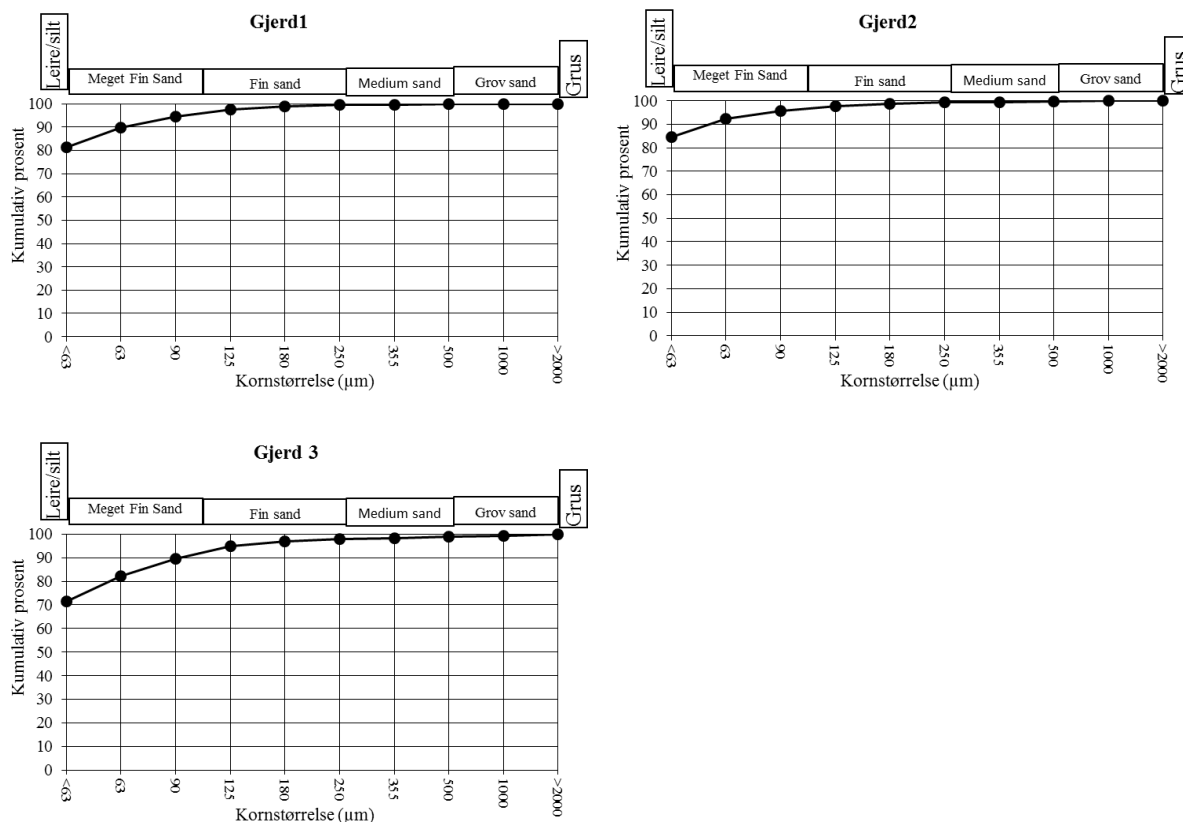 Gjerd1
Leire/silt
Meget Fin Sand
Fin sand
Medium sand
Grov sand
Grus
Kumulativ prosent
100
90
80
70
60
50
40
30
20
10
0
<63
63
90
125
180
250
355
500
1000
>2000
Kornstørrelse (µm)
Gjerd2
Leire/silt
Meget Fin Sand
Fin sand
Medium sand
Grov sand
Grus
Kumulativ prosent
100
90
80
70
60
50
40
30
20
10
0
<63
63
90
125
180
250
355
500
1000
>2000
Kornstørrelse (µm)
Gjerd 3
Leire/silt
Meget Fin Sand
Fin sand
Medium sand
Grov sand
Grus
Kumulativ prosent
100
90
80
70
60
50
40
30
20
10
0
<63
63
90
125
180
250
355
500
1000
>2000
Kornstørrelse (µm)